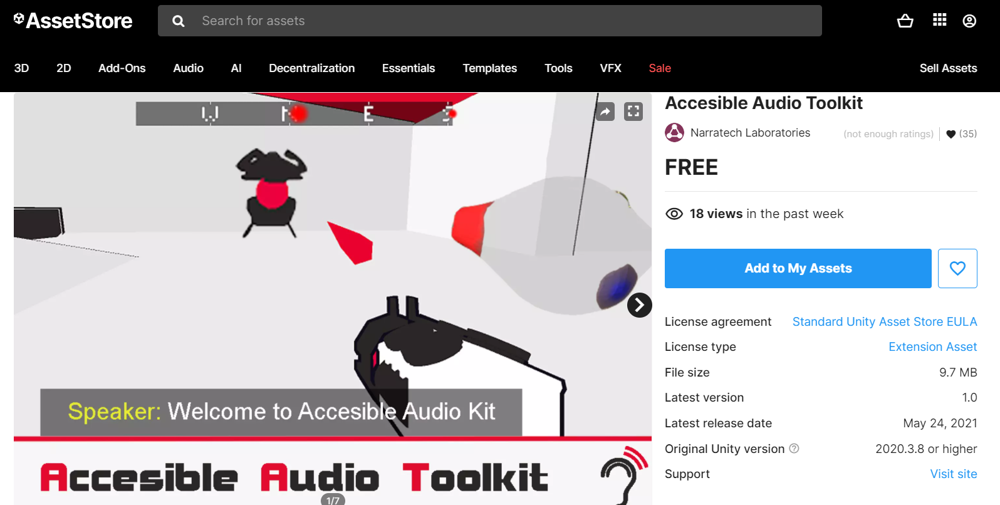 AssetStore
Search for assets
3D 2D Add-Ons Audio AI Decentralization Essentials Templates Tools VFX Sale Sell Assets
W N E S
Accesible Audio Toolkit
Narratech Laboratories (not enough ratings) (35)
FREE
18 views in the past week
Add to My Assets
License agreement Standard Unity Asset Store EULA
License type Extension Asset
File size 9.7 MB
Latest version 1.0
Latest release date May 24, 2021
Original Unity version ? 2020.3.8 or higher
Support Visit site
Speaker: Welcome to Accesible Audio Kit
Accesible Audio Toolkit
1/7